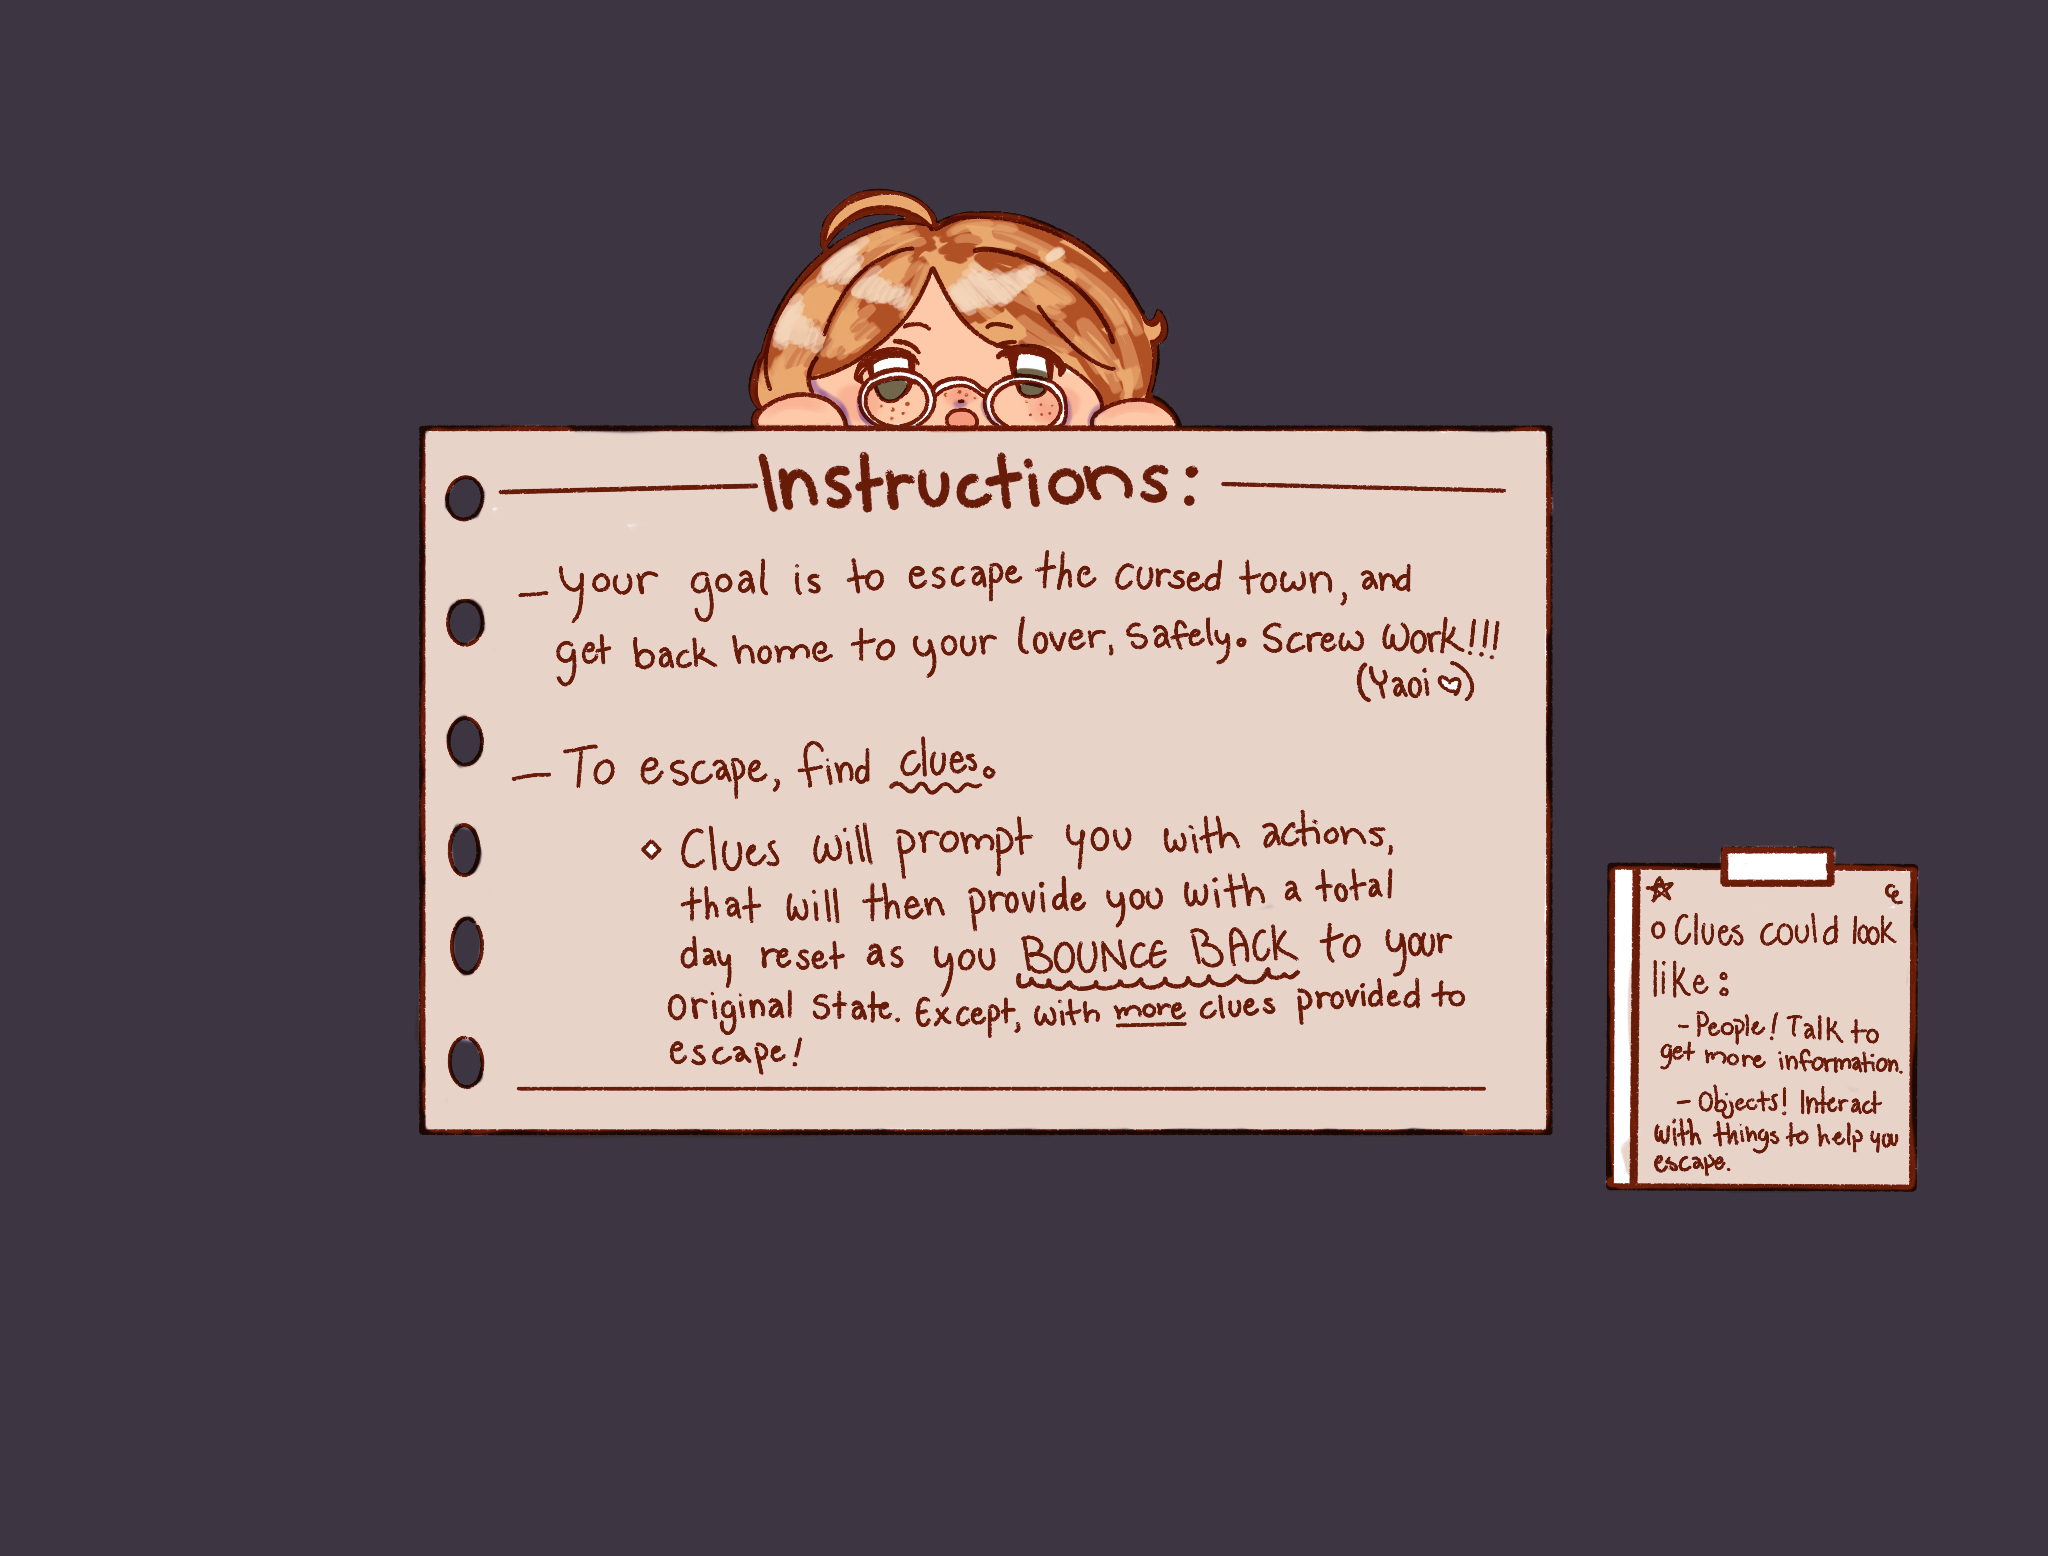 Instructions:
- your goal is to escape the cursed town, and
get back home to your lover, safely. Screw work!!!
(Yaoi ♡)
- To escape, find clues.
◇ Clues will prompt you with actions,
that will then provide you with a total
day reset as you BOUNCE BACK to your
Original State. Except, with more clues provided to
escape!
o Clues could look
like:
- People! Talk to
get more information.
- Objects! Interact
with things to help you
escape.